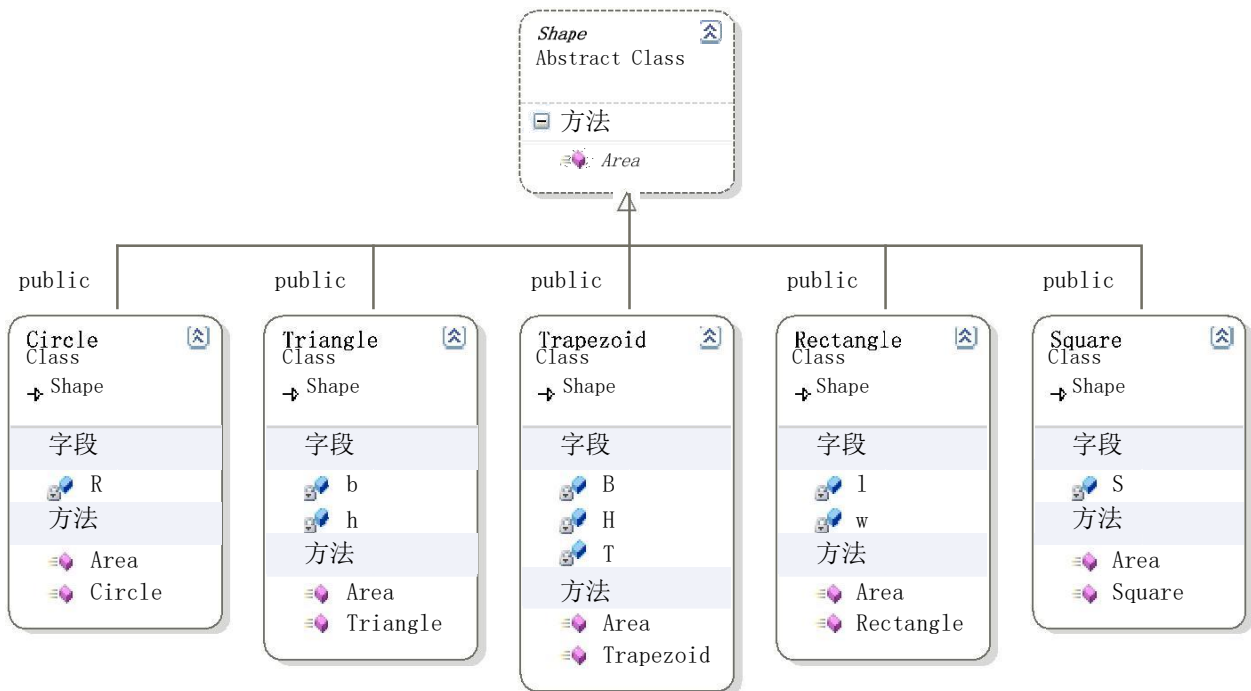 Shape
Abstract Class
方法
Area
public
public
public
public
public
Circle
Class
Shape
字段
R
方法
Area
Circle
Triangle
Class
Shape
字段
b
h
方法
Area
Triangle
Trapezoid
Class
Shape
字段
B
H
T
方法
Area
Trapezoid
Rectangle
Class
Shape
字段
l
w
方法
Area
Rectangle
Square
Class
Shape
字段
S
方法
Area
Square